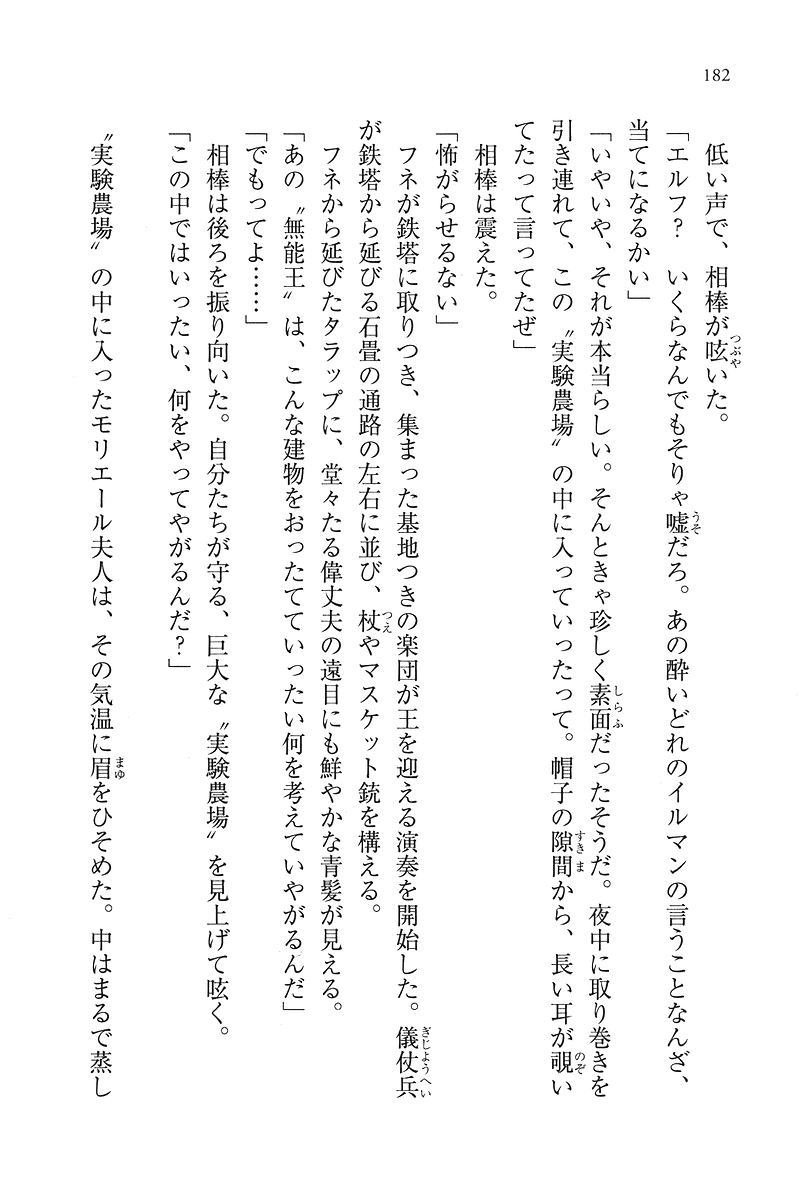 182
低い声で、相棒が呟いた。
「エルフ？　いくらなんでもそりゃ嘘だろ。あの酔いどれのイルマンの言うことなんざ、
当てになるかい」
「いやいや、それが本当らしい。そんときゃ珍しく素面だったそうだ。夜中に取り巻きを
引き連れて、この〝実験農場〟の中に入っていったって。帽子の隙間から、長い耳が覗い
てたって言ってたぜ」
相棒は震えた。
「怖がらせるない」
フネが鉄塔に取りつき、集まった基地つきの楽団が王を迎える演奏を開始した。儀仗兵
が鉄塔から延びる石畳の通路の左右に並び、杖やマスケット銃を構える。
フネから延びたタラップに、堂々たる偉丈夫の遠目にも鮮やかな青髪が見える。
「あの〝無能王〟は、こんな建物をおったてていったい何を考えていやがるんだ」
「でもってよ……」
相棒は後ろを振り向いた。自分たちが守る、巨大な〝実験農場〟を見上げて呟く。
「この中ではいったい、何をやってやがるんだ？」
〝実験農場〟の中に入ったモリエール夫人は、その気温に眉をひそめた。中はまるで蒸し